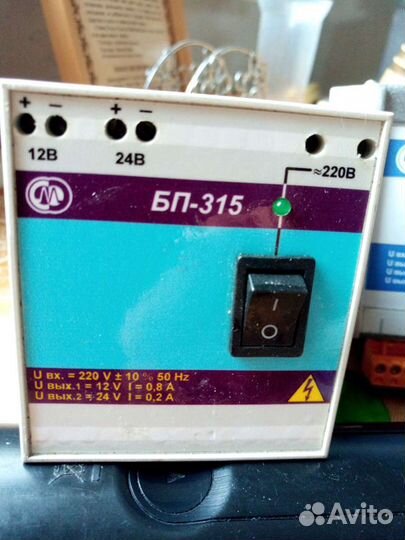 + − + −
12В 24В ≈220В
СМ
БП-315
I
O
U вх. = 220 V ± 10 % 50 Hz
U вых.1 = 12 V I = 0,8 A
U вых.2 = 24 V I = 0,2 A
U
U
U
Avito